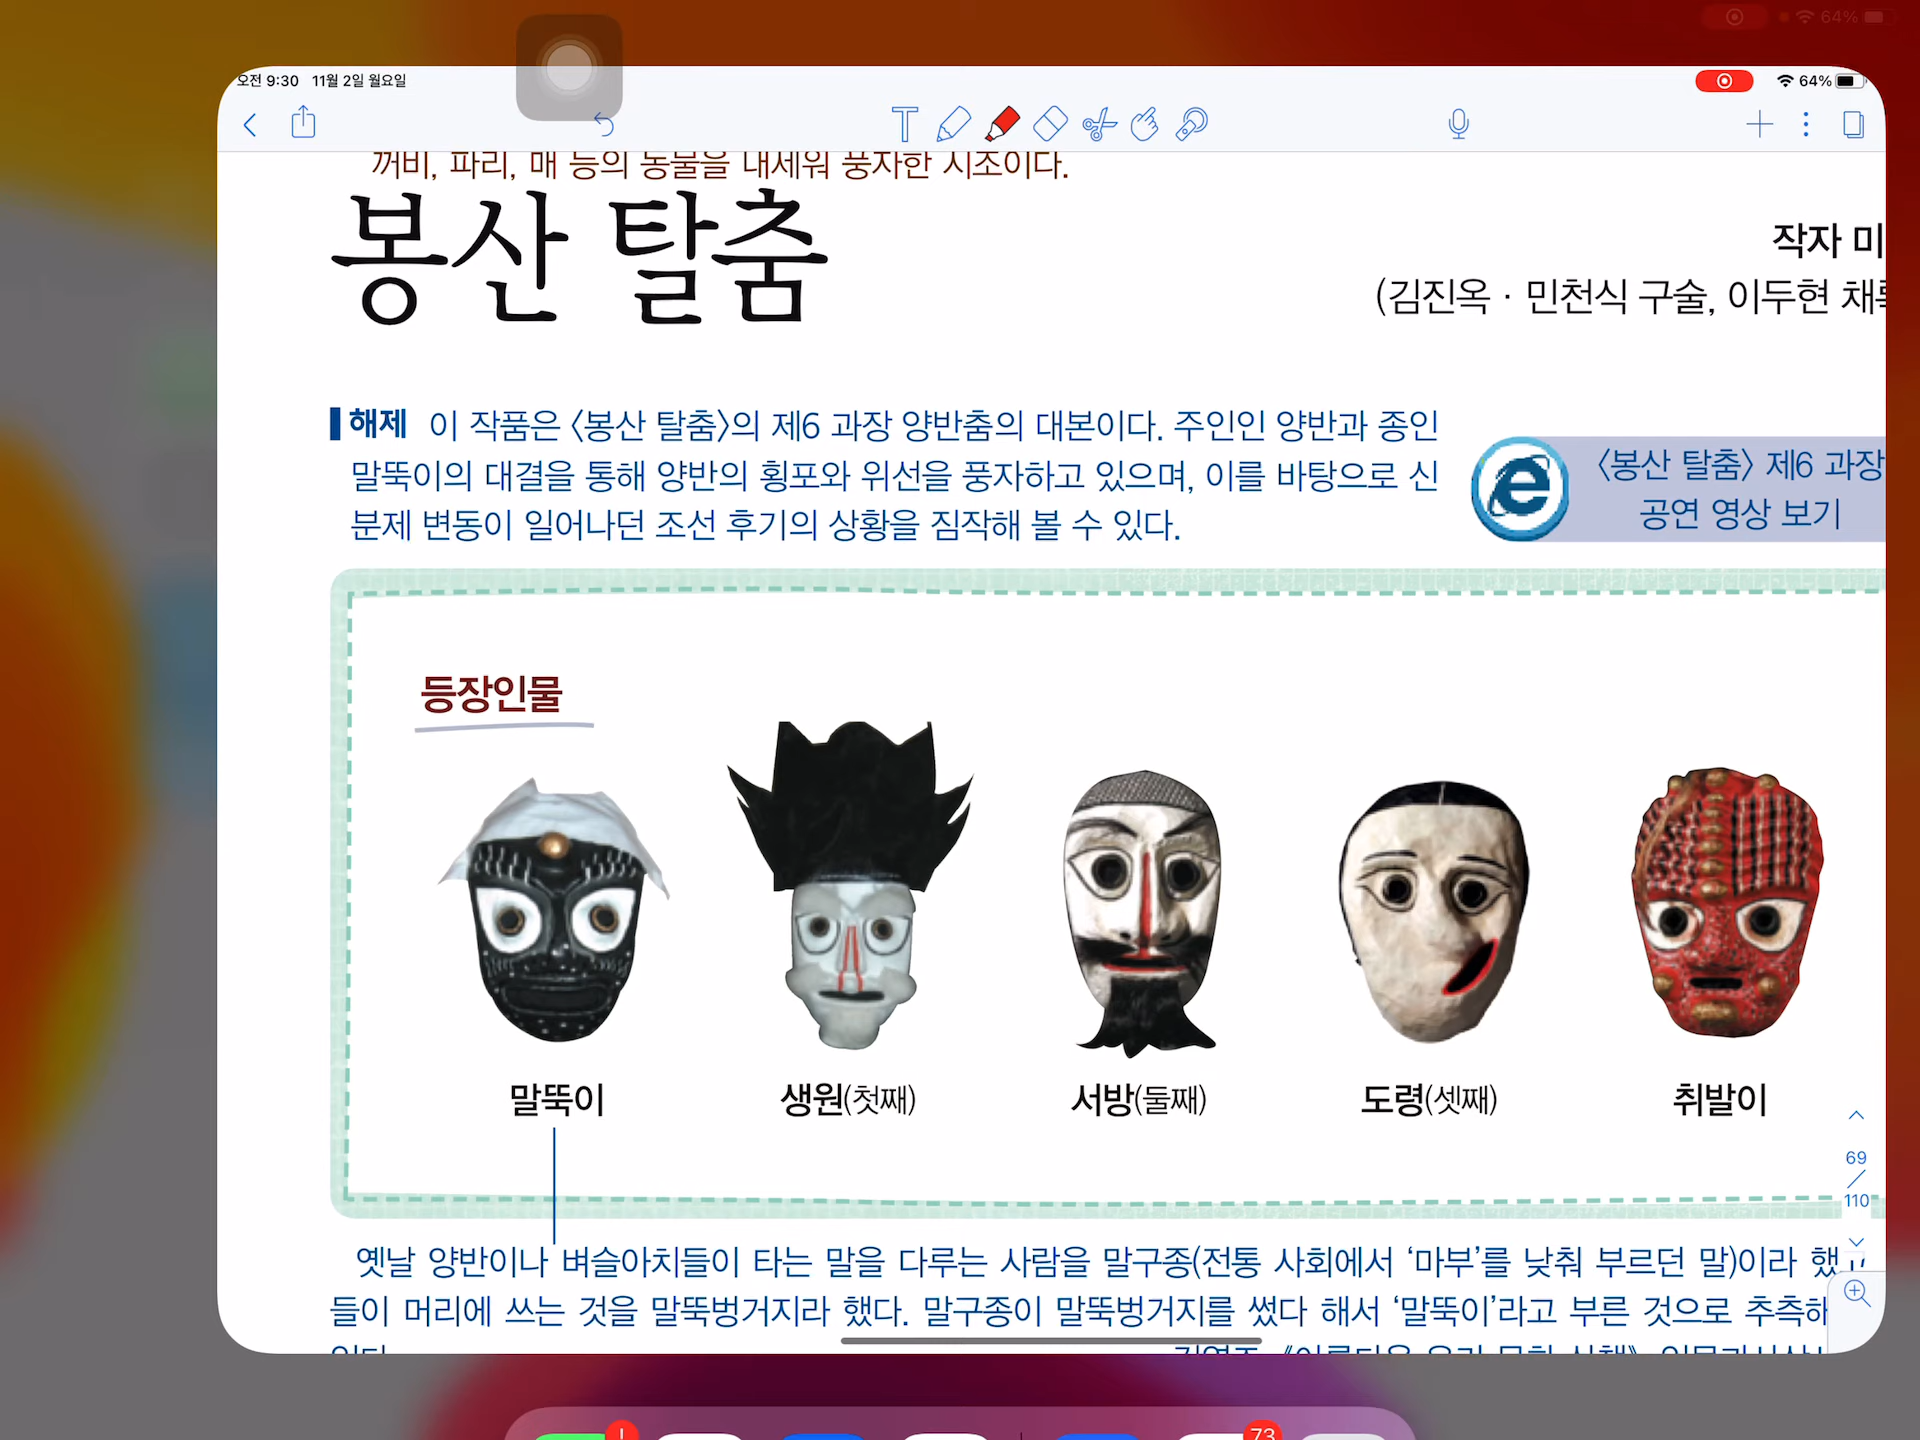 64%
오전 9:30 11월 2일 월요일
64%
꺼비, 파리, 매 등의 동물을 내세워 풍자한 시조이다.
봉산 탈춤
작자 미
(김진옥 · 민천식 구술, 이두현 채록
해제 이 작품은 〈봉산 탈춤〉의 제6 과장 양반춤의 대본이다. 주인인 양반과 종인
말뚝이의 대결을 통해 양반의 횡포와 위선을 풍자하고 있으며, 이를 바탕으로 신
분제 변동이 일어나던 조선 후기의 상황을 짐작해 볼 수 있다.
〈봉산 탈춤〉 제6 과장
공연 영상 보기
등장인물
말뚝이
생원(첫째)
서방(둘째)
도령(셋째)
취발이
69
110
옛날 양반이나 벼슬아치들이 타는 말을 다루는 사람을 말구종(전통 사회에서 ‘마부’를 낮춰 부르던 말)이라 했
들이 머리에 쓰는 것을 말뚝벙거지라 했다. 말구종이 말뚝벙거지를 썼다 해서 ‘말뚝이’라고 부른 것으로 추측해
73